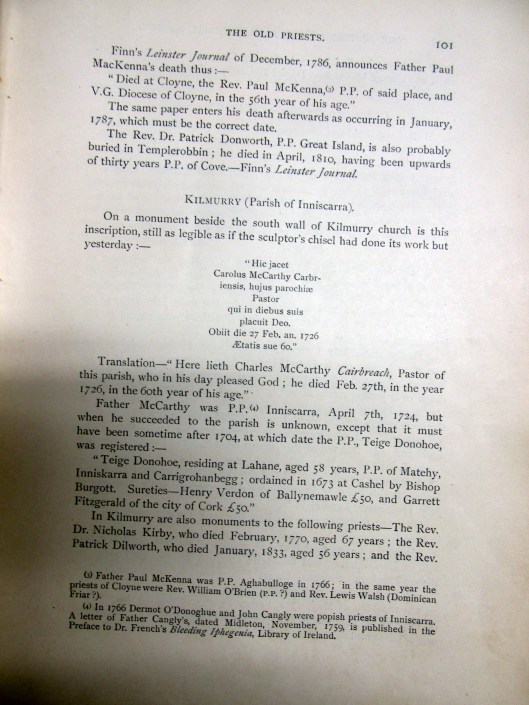 THE OLD PRIESTS.
101
Finn's Leinster Journal of December, 1786, announces Father Paul
MacKenna's death thus :—
"Died at Cloyne, the Rev. Paul McKenna,(3) P.P. of said place, and
V.G. Diocese of Cloyne, in the 56th year of his age."
The same paper enters his death afterwards as occurring in January,
1787, which must be the correct date.
The Rev. Dr. Patrick Donworth, P.P. Great Island, is also probably
buried in Templerobbin ; he died in April, 1810, having been upwards
of thirty years P.P. of Cove.—Finn's Leinster Journal.
KILMURRY (Parish of Inniscarra).
On a monument beside the south wall of Kilmurry church is this
inscription, still as legible as if the sculptor's chisel had done its work but
yesterday :—
"Hic jacet
Carolus McCarthy Carbr-
iensis, hujus parochiæ
Pastor
qui in diebus suis
placuit Deo.
Obiit die 27 Feb. an. 1726
Ætatis sue 60."
Translation—"Here lieth Charles McCarthy Cairbreach, Pastor of
this parish, who in his day pleased God ; he died Feb. 27th, in the year
1726, in the 60th year of his age."
Father McCarthy was P.P.(4) Inniscarra, April 7th, 1724, but
when he succeeded to the parish is unknown, except that it must
have been sometime after 1704, at which date the P.P., Teige Donohoe,
was registered :—
"Teige Donohoe, residing at Lahane, aged 58 years, P.P. of Matehy,
Inniskarra and Carrigrohanbegg ; ordained in 1673 at Cashel by Bishop
Burgott. Sureties—Henry Verdon of Ballynemawle £50, and Garrett
Fitzgerald of the city of Cork £50."
In Kilmurry are also monuments to the following priests—The Rev.
Dr. Nicholas Kirby, who died February, 1770, aged 67 years ; the Rev.
Patrick Dilworth, who died January, 1833, aged 56 years ; and the Rev.
(3) Father Paul McKenna was P.P. Aghabulloge in 1766 ; in the same year the
priests of Cloyne were Rev. William O'Brien (P.P. ?) and Rev. Lewis Walsh (Dominican
Friar ?).
(4) In 1766 Dermot O'Donoghue and John Cangly were popish priests of Inniscarra.
A letter of Father Cangly's, dated Midleton, November, 1759, is published in the
Preface to Dr. French's Bleeding Iphegenia, Library of Ireland.